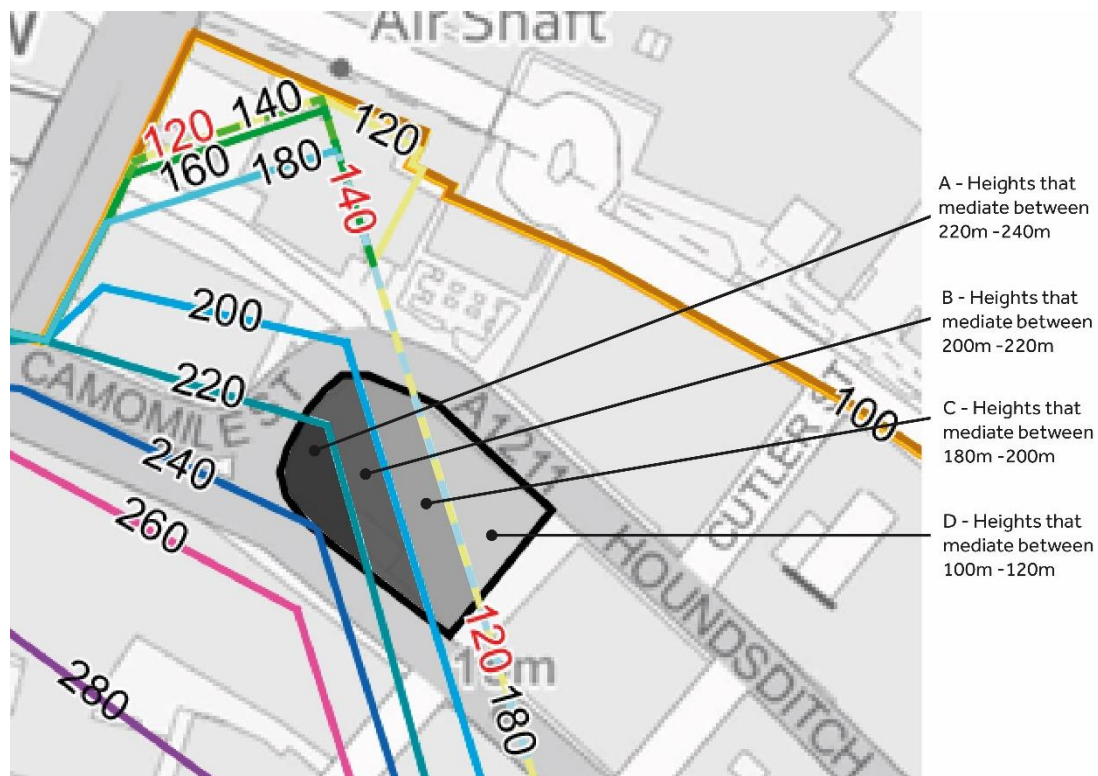 Air Shaft
120
140
120
160
180
140
200
220
CAMOMILE ST
240
260
280
A1211
HOUNDSDITCH
CUTLER ST
100
120
180
A - Heights that
mediate between
220m -240m
B - Heights that
mediate between
200m -220m
C - Heights that
mediate between
180m -200m
D - Heights that
mediate between
100m -120m